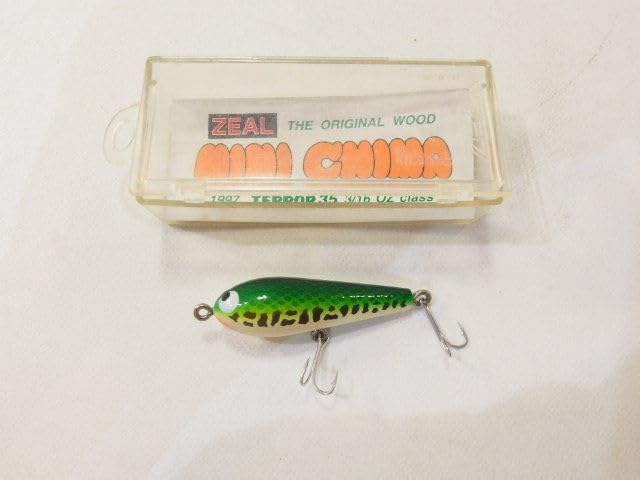 ZEAL THE ORIGINAL WOOD
MINI CHIMA
1997 TERROR 35 3/16 Oz class